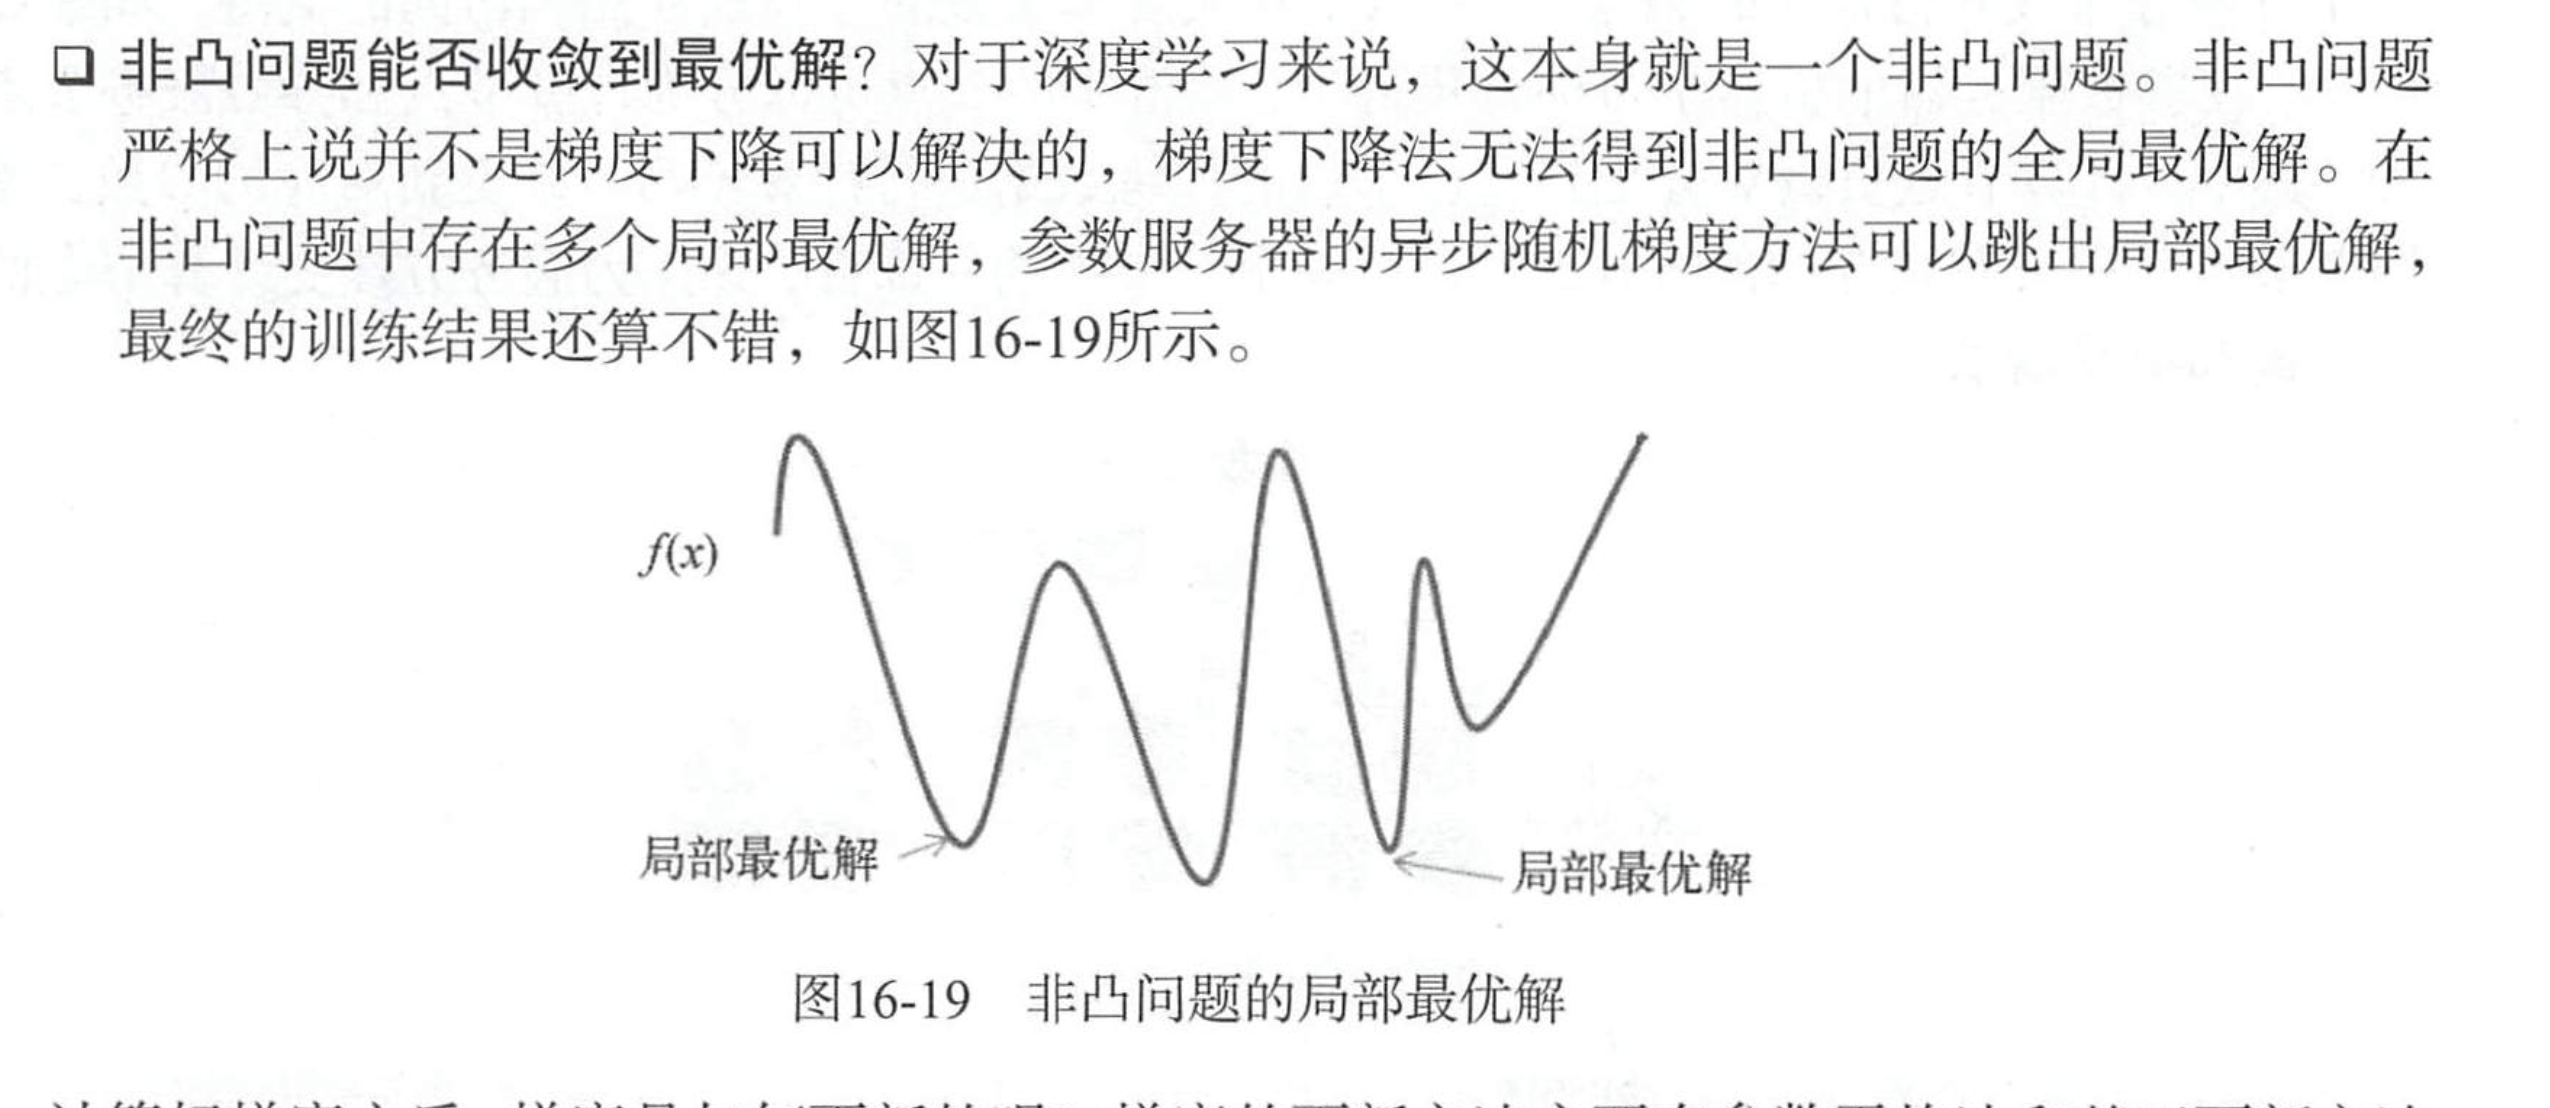 ❑ 非凸问题能否收敛到最优解？对于深度学习来说，这本身就是一个非凸问题。非凸问题
严格上说并不是梯度下降可以解决的，梯度下降法无法得到非凸问题的全局最优解。在
非凸问题中存在多个局部最优解，参数服务器的异步随机梯度方法可以跳出局部最优解，
最终的训练结果还算不错，如图16-19所示。
f(x)
局部最优解
局部最优解
图16-19 非凸问题的局部最优解